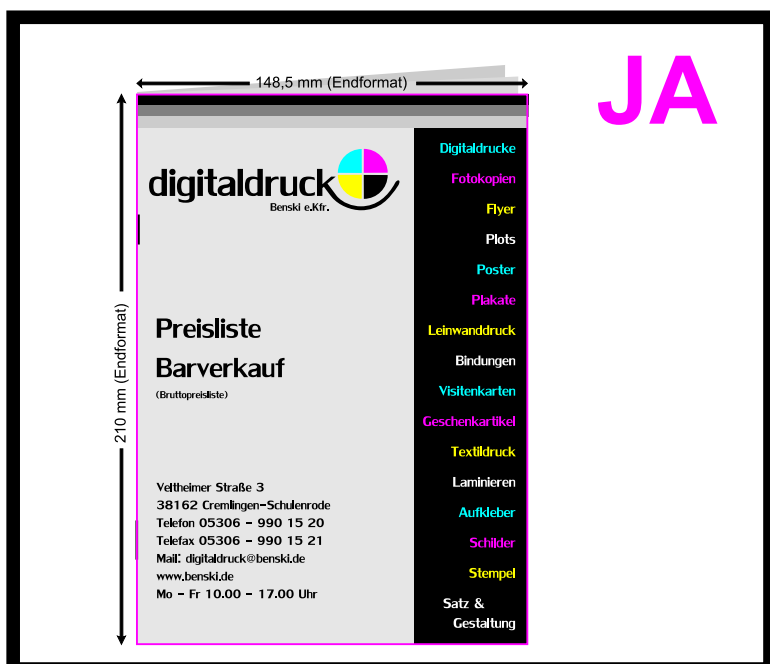 JA
148,5 mm (Endformat)
210 mm (Endformat)
digitaldruck
Benski e.Kfr.
Preisliste
Barverkauf
(Bruttopreisliste)
Veltheimer Straße 3
38162 Cremlingen-Schulenrode
Telefon 05306 - 990 15 20
Telefax 05306 - 990 15 21
Mail: digitaldruck@benski.de
www.benski.de
Mo - Fr 10.00 - 17.00 Uhr
Digitaldrucke
Fotokopien
Flyer
Plots
Poster
Plakate
Leinwanddruck
Bindungen
Visitenkarten
Geschenkartikel
Textildruck
Laminieren
Aufkleber
Schilder
Stempel
Satz &
Gestaltung